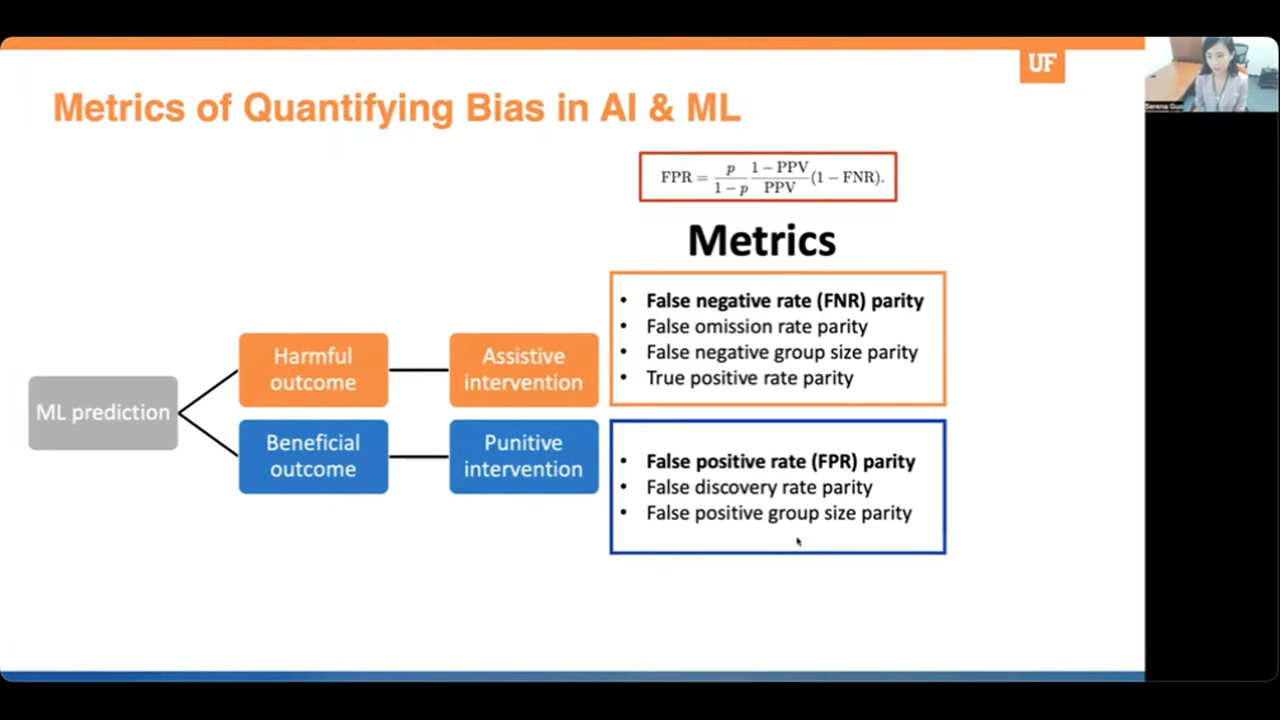 UF
Metrics of Quantifying Bias in AI & ML
FPR = p/(1 − p) (1 − PPV)/PPV (1 − FNR).
Metrics
• False negative rate (FNR) parity
• False omission rate parity
• False negative group size parity
• True positive rate parity
Harmful
outcome
Assistive
intervention
ML prediction
Beneficial
outcome
Punitive
intervention
• False positive rate (FPR) parity
• False discovery rate parity
• False positive group size parity
Serena Guo